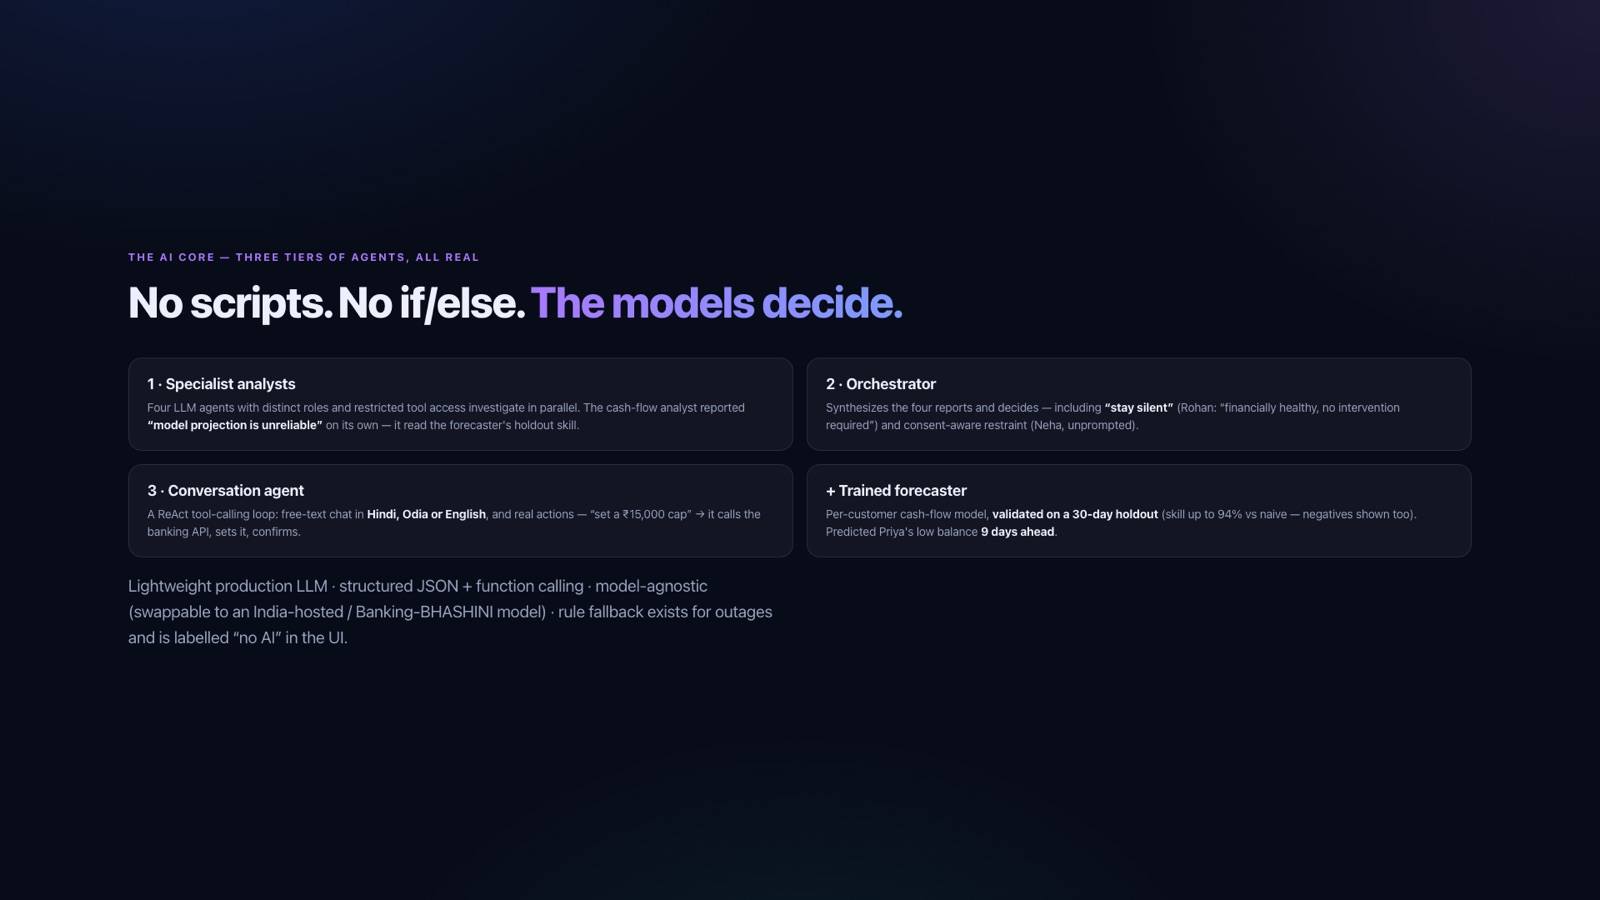 THE AI CORE — THREE TIERS OF AGENTS, ALL REAL
No scripts. No if/else. The models decide.
1 · Specialist analysts
Four LLM agents with distinct roles and restricted tool access investigate in parallel. The cash-flow analyst reported
“model projection is unreliable” on its own — it read the forecaster's holdout skill.
2 · Orchestrator
Synthesizes the four reports and decides — including “stay silent” (Rohan: “financially healthy, no intervention
required”) and consent-aware restraint (Neha, unprompted).
3 · Conversation agent
A ReAct tool-calling loop: free-text chat in Hindi, Odia or English, and real actions — “set a ₹15,000 cap” → it calls the
banking API, sets it, confirms.
+ Trained forecaster
Per-customer cash-flow model, validated on a 30-day holdout (skill up to 94% vs naive — negatives shown too).
Predicted Priya's low balance 9 days ahead.
Lightweight production LLM · structured JSON + function calling · model-agnostic
(swappable to an India-hosted / Banking-BHASHINI model) · rule fallback exists for outages
and is labelled “no AI” in the UI.